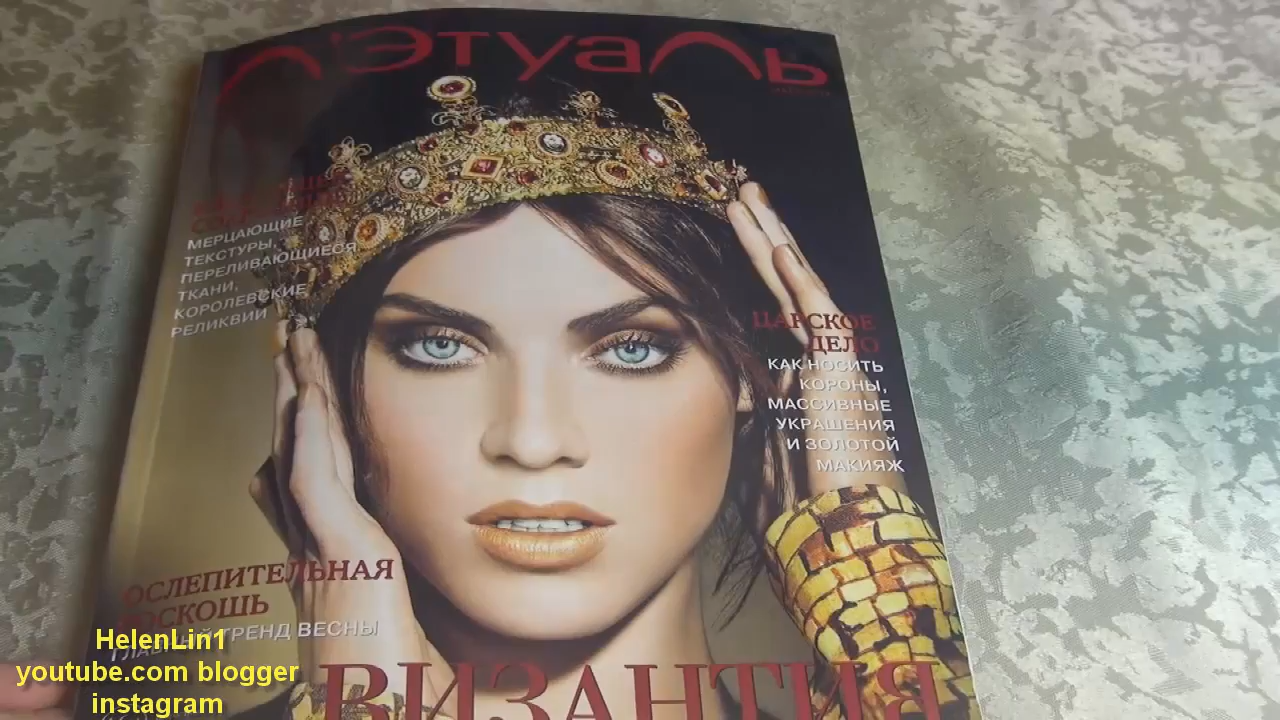 Л'Этуаль
МЕРЦАЮЩИЕ
ТЕКСТУРЫ,
ПЕРЕЛИВАЮЩИЕСЯ
ТКАНИ,
КОРОЛЕВСКИЕ
РЕЛИКВИИ
ЦАРСКОЕ
ДЕЛО
КАК НОСИТЬ
КОРОНЫ,
МАССИВНЫЕ
УКРАШЕНИЯ
И ЗОЛОТОЙ
МАКИЯЖ
ОСЛЕПИТЕЛЬНАЯ
РОСКОШЬ
ГЛАВНЫЙ ТРЕНД ВЕСНЫ
ВИЗАНТИЯ
HelenLin1
youtube.com blogger
instagram